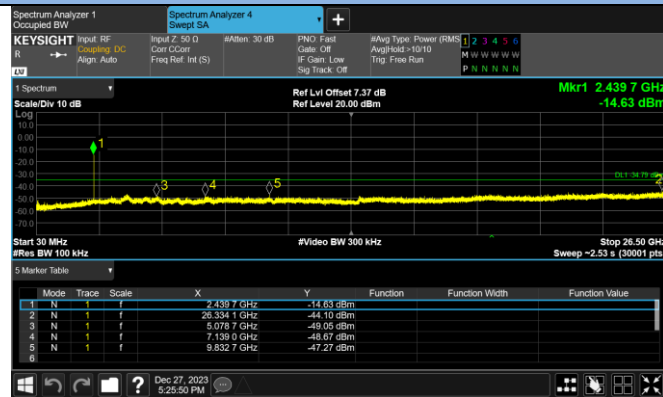 Spectrum Analyzer 1
Occupied BW
Spectrum Analyzer 4
Swept SA
KEYSIGHT
R
LXI
Input: RF
Coupling: DC
Align: Auto
Input Z: 50 Ω
Corr CCorr
Freq Ref: Int (S)
#Atten: 30 dB
PNO: Fast
Gate: Off
IF Gain: Low
Sig Track: Off
#Avg Type: Power (RMS
Avg|Hold:>10/10
Trig: Free Run
1 2 3 4 5 6
M W W W W W
P N N N N N
1 Spectrum
Scale/Div 10 dB
Log
Ref Lvl Offset 7.37 dB
Ref Level 20.00 dBm
Mkr1 2.439 7 GHz
-14.63 dBm
10.0
0.00
-10.0
-20.0
-30.0
-40.0
-50.0
-60.0
-70.0
1
3
4
5
2
DL1 -34.79 dBm
Start 30 MHz
#Res BW 100 kHz
#Video BW 300 kHz
Stop 26.50 GHz
Sweep ~2.53 s (30001 pts)
5 Marker Table
Mode Trace Scale X Y Function Function Width Function Value
1 N 1 f 2.439 7 GHz -14.63 dBm
2 N 1 f 26.334 1 GHz -44.10 dBm
3 N 1 f 5.078 7 GHz -49.05 dBm
4 N 1 f 7.139 0 GHz -48.67 dBm
5 N 1 f 9.832 7 GHz -47.27 dBm
6
?
Dec 27, 2023
5:25:50 PM